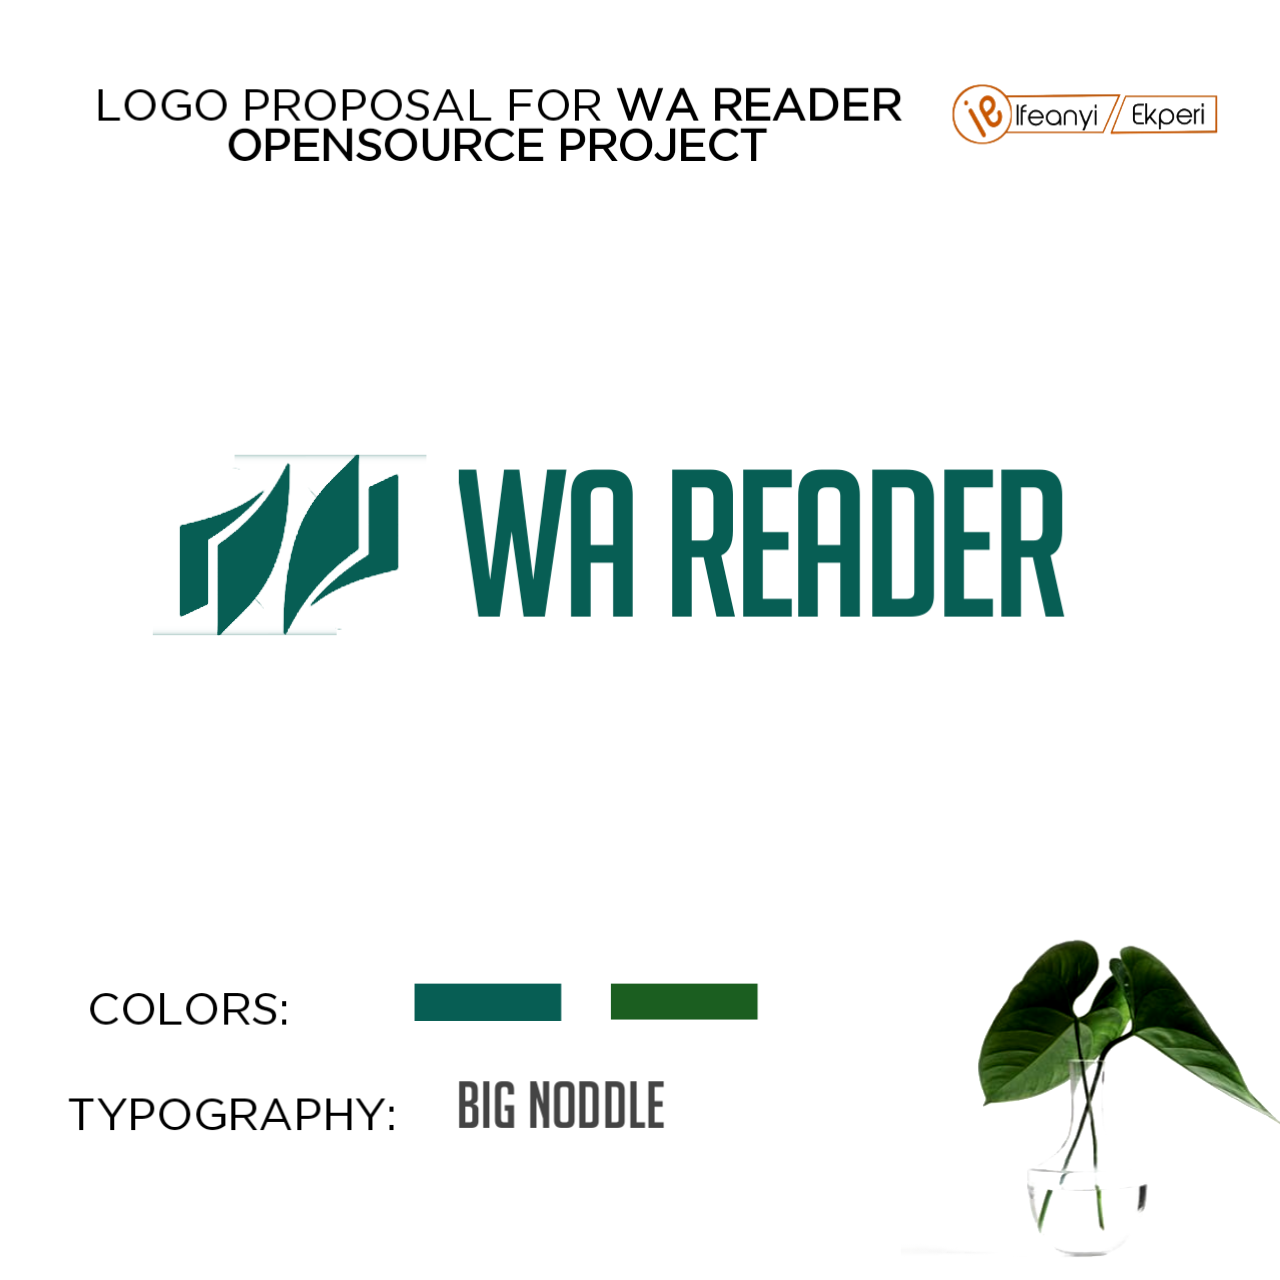 LOGO PROPOSAL FOR WA READER
OPENSOURCE PROJECT
ie Ifeanyi Ekperi
WA READER
COLORS:
TYPOGRAPHY: BIG NODDLE